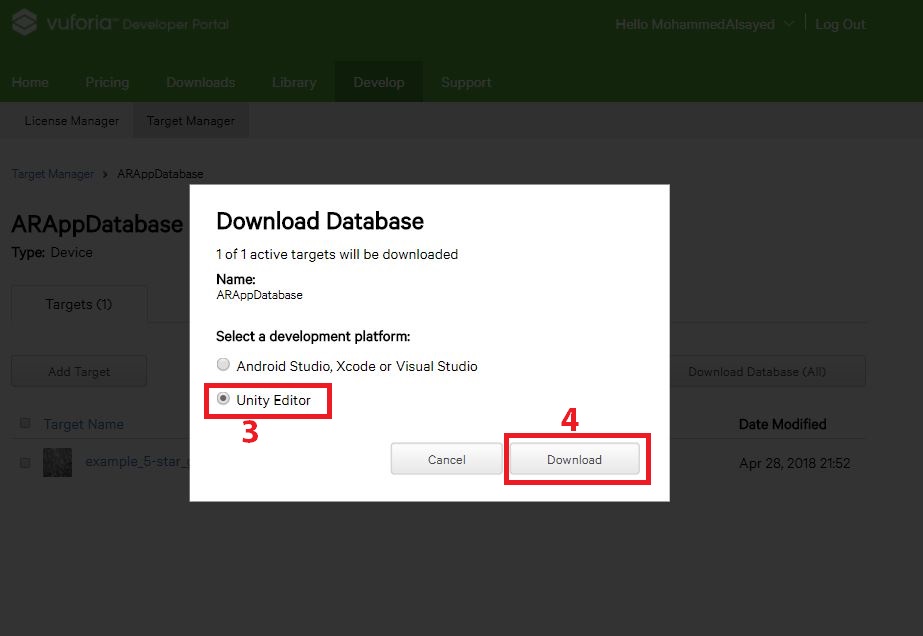 vuforia™ Developer Portal
Hello MohammedAlsayed
Log Out
Home
Pricing
Downloads
Library
Develop
Support
License Manager
Target Manager
Target Manager > ARAppDatabase
ARAppDatabase
Type: Device
Targets (1)
Add Target
Download Database (All)
Target Name
Date Modified
example_5-star_
Apr 28, 2018 21:52
Download Database
1 of 1 active targets will be downloaded
Name:
ARAppDatabase
Select a development platform:
Android Studio, Xcode or Visual Studio
Unity Editor
3
4
Cancel
Download